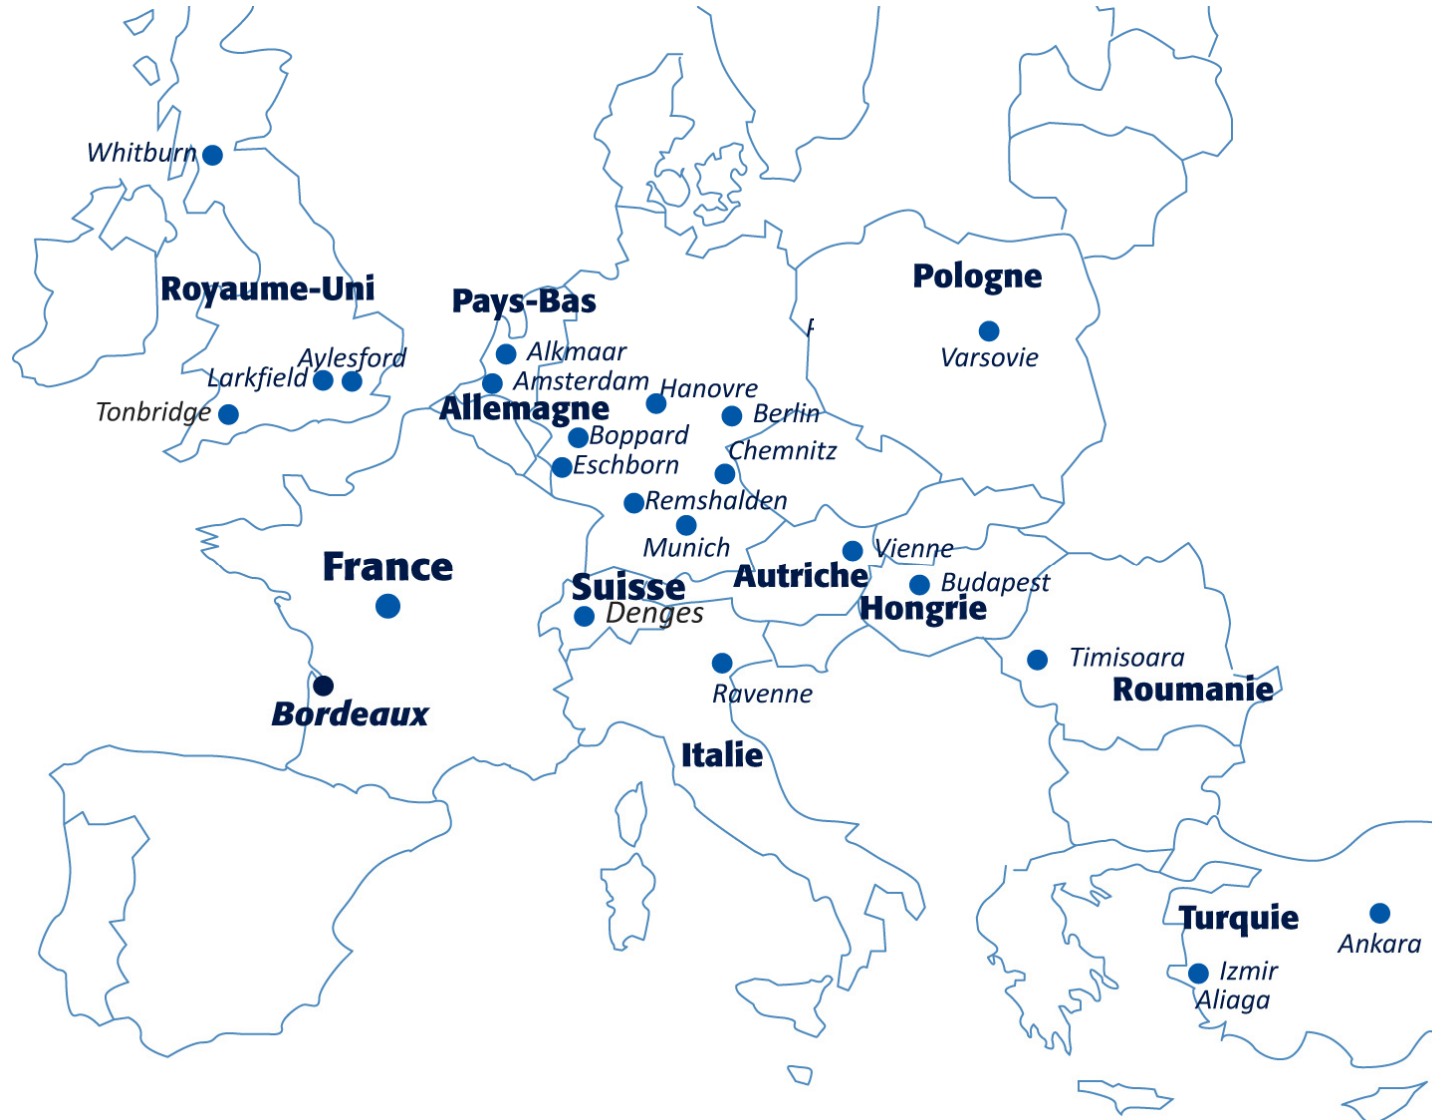 Whitburn
Royaume-Uni
Aylesford
Larkfield
Tonbridge
Pays-Bas
Alkmaar
Amsterdam
Allemagne
Hanovre
Berlin
Boppard
Chemnitz
Eschborn
Remshalden
Munich
Pologne
Varsovie
France
Bordeaux
Suisse
Denges
Autriche
Vienne
Budapest
Hongrie
Timisoara
Roumanie
Ravenne
Italie
Turquie
Ankara
Izmir
Aliaga